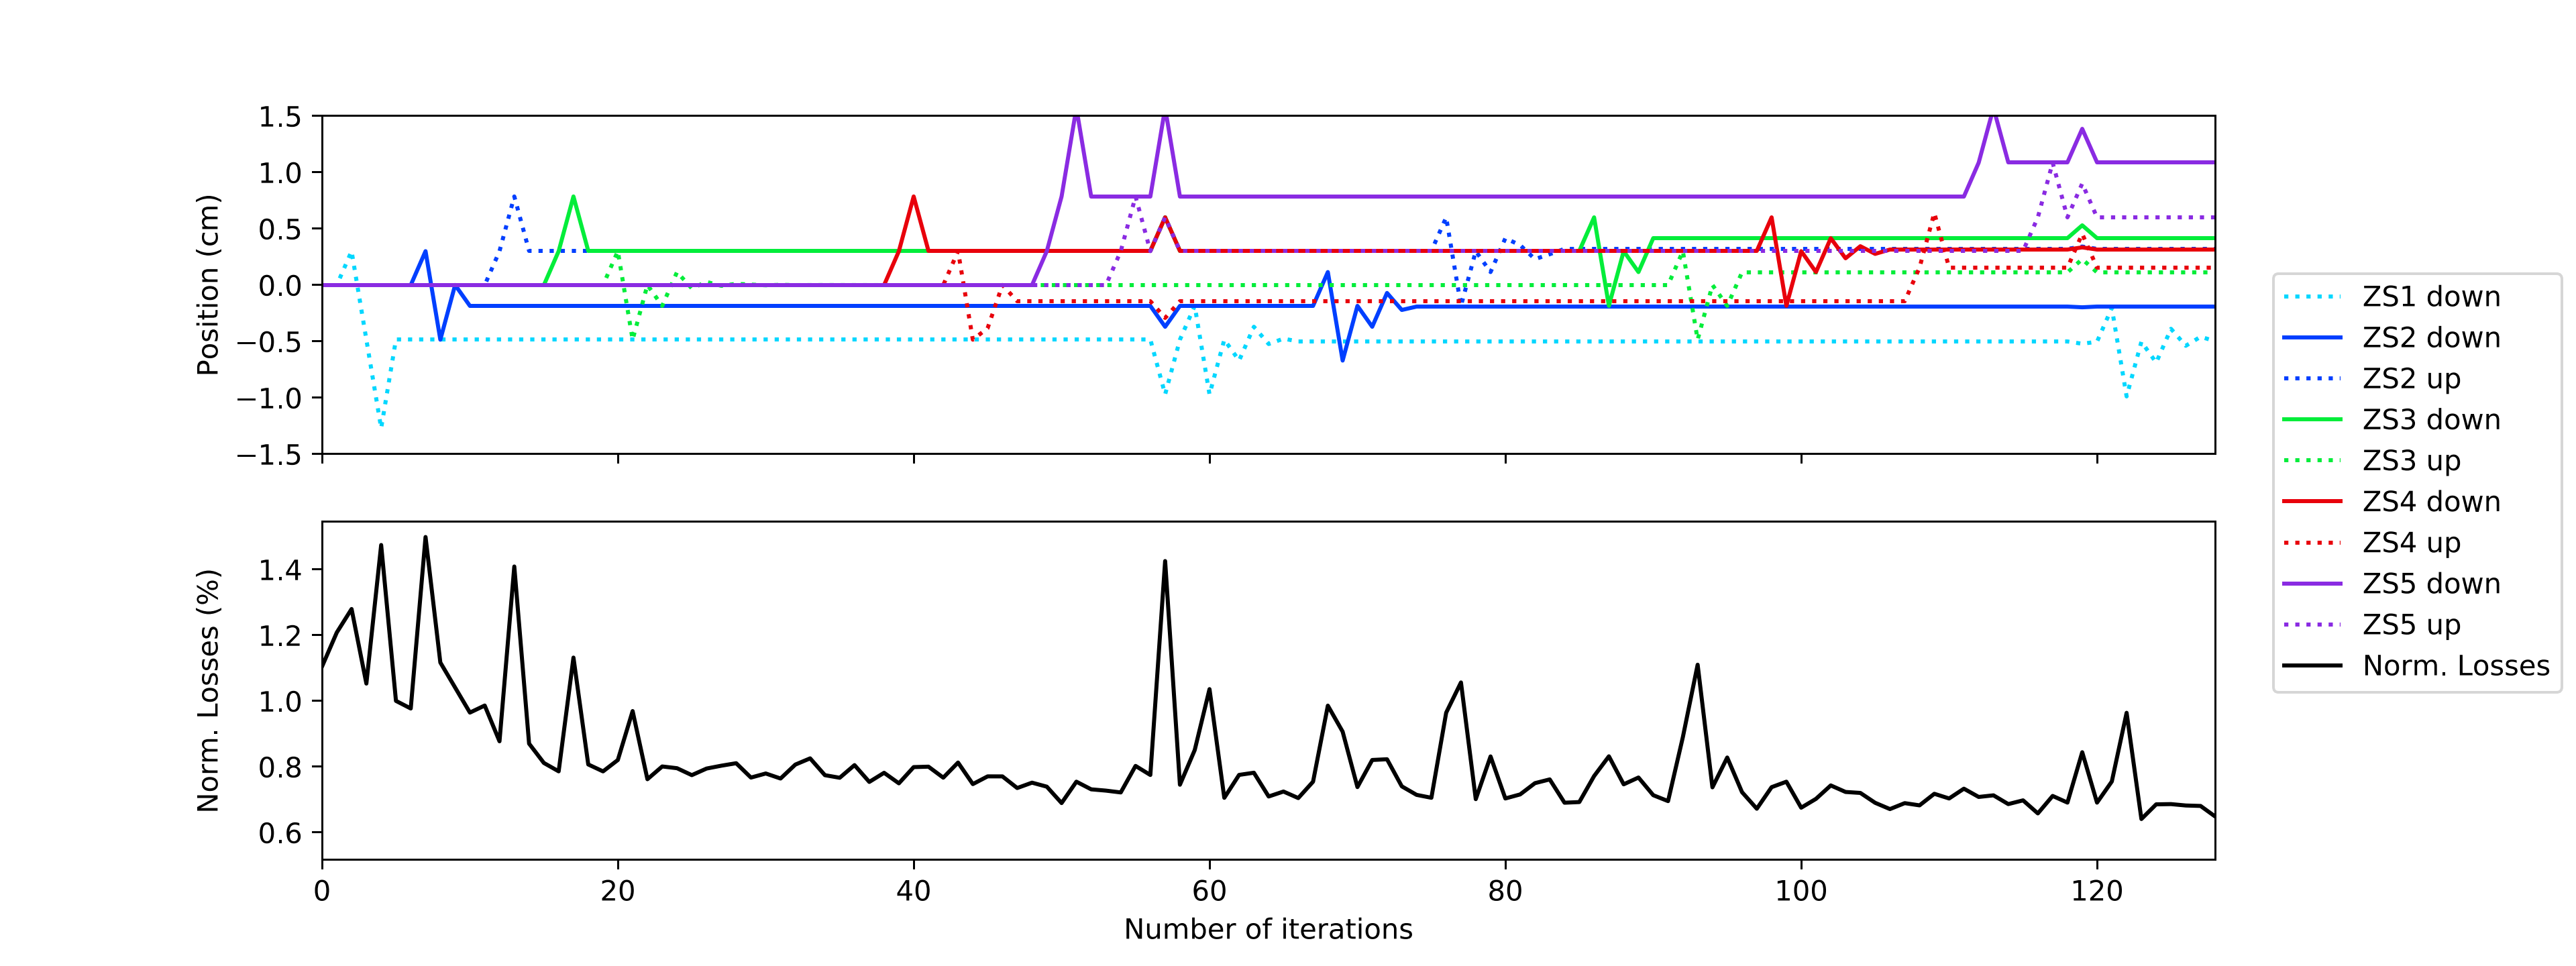 1.5
1.0
0.5
0.0
−0.5
−1.0
−1.5
Position (cm)
1.4
1.2
1.0
0.8
0.6
Norm. Losses (%)
0 20 40 60 80 100 120
Number of iterations
ZS1 down
ZS2 down
ZS2 up
ZS3 down
ZS3 up
ZS4 down
ZS4 up
ZS5 down
ZS5 up
Norm. Losses